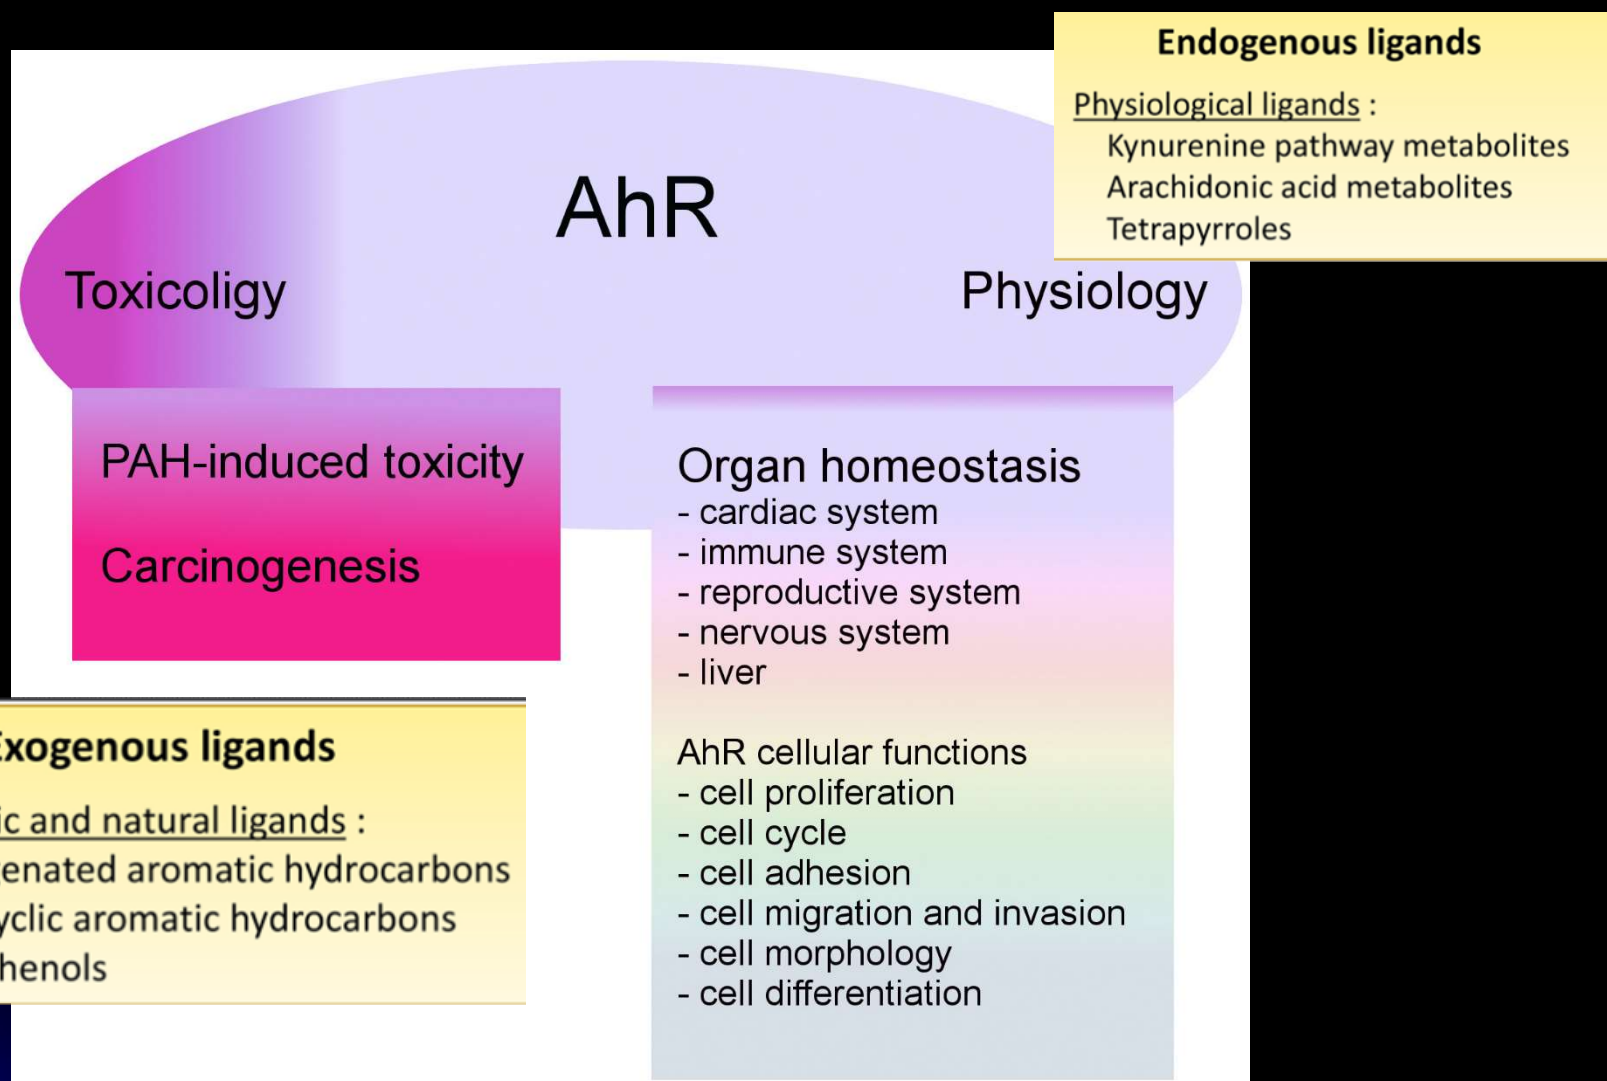 Endogenous ligands
Physiological ligands :
Kynurenine pathway metabolites
Arachidonic acid metabolites
Tetrapyrroles
AhR
Toxicoligy
Physiology
PAH-induced toxicity
Carcinogenesis
Organ homeostasis
- cardiac system
- immune system
- reproductive system
- nervous system
- liver
AhR cellular functions
- cell proliferation
- cell cycle
- cell adhesion
- cell migration and invasion
- cell morphology
- cell differentiation
Exogenous ligands
ic and natural ligands :
genated aromatic hydrocarbons
yclic aromatic hydrocarbons
henols